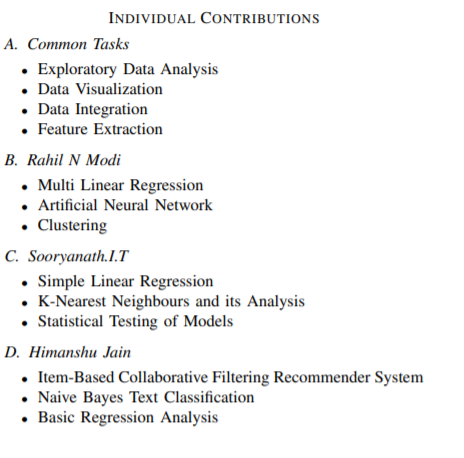 INDIVIDUAL CONTRIBUTIONS
A. Common Tasks
• Exploratory Data Analysis
• Data Visualization
• Data Integration
• Feature Extraction
B. Rahil N Modi
• Multi Linear Regression
• Artificial Neural Network
• Clustering
C. Sooryanath.I.T
• Simple Linear Regression
• K-Nearest Neighbours and its Analysis
• Statistical Testing of Models
D. Himanshu Jain
• Item-Based Collaborative Filtering Recommender System
• Naive Bayes Text Classification
• Basic Regression Analysis